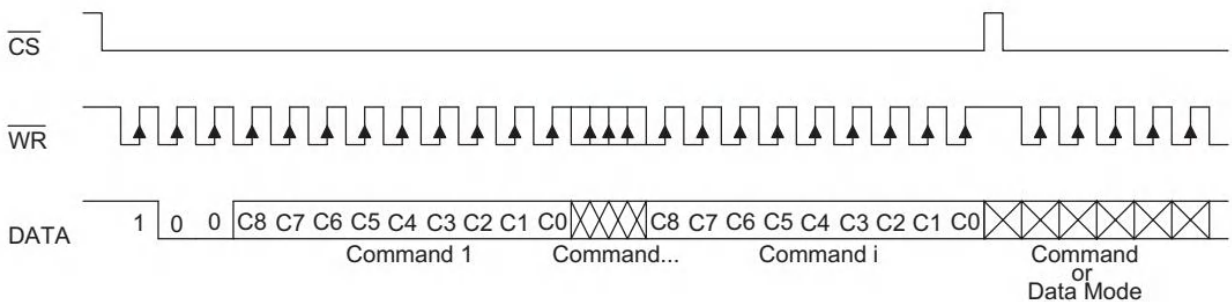 CS
WR
DATA 1 0 0 C8 C7 C6 C5 C4 C3 C2 C1 C0 C8 C7 C6 C5 C4 C3 C2 C1 C0
Command 1 Command... Command i Command
or
Data Mode